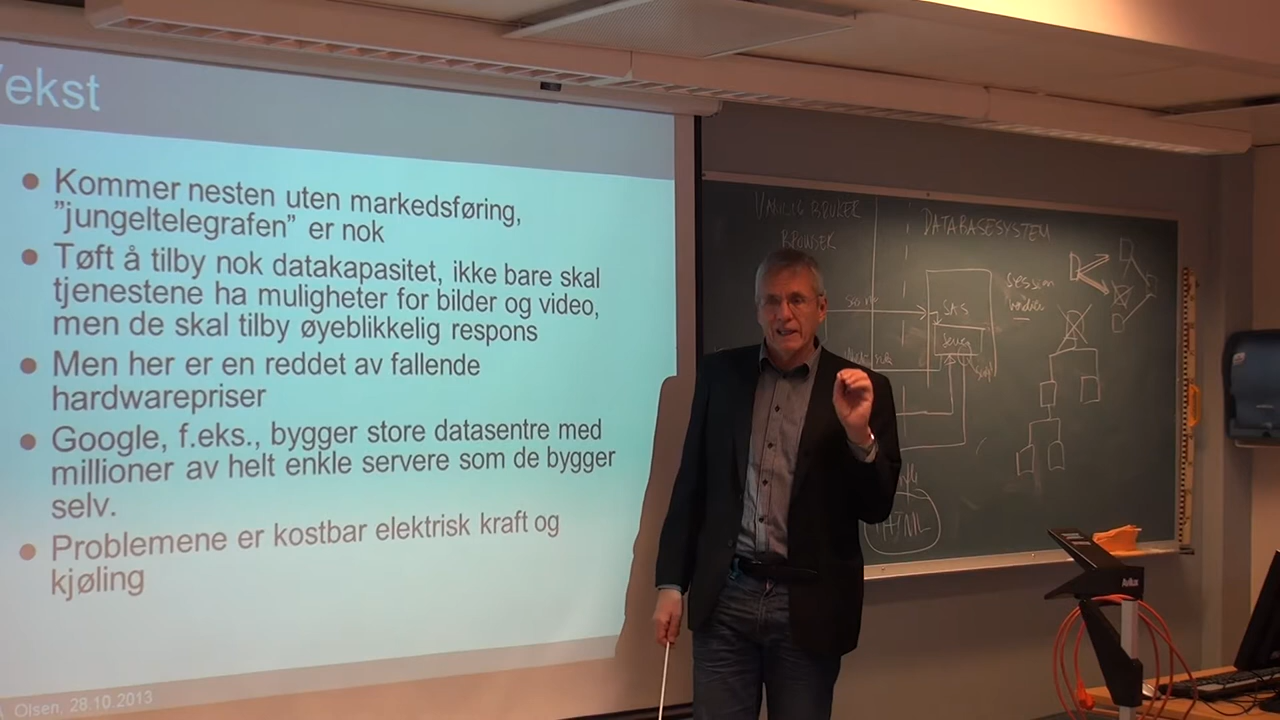 Vekst
Kommer nesten uten markedsføring,
"jungeltelegrafen" er nok
Tøft å tilby nok datakapasitet, ikke bare skal
tjenestene ha muligheter for bilder og video,
men de skal tilby øyeblikkelig respons
Men her er en reddet av fallende
hardwarepriser
Google, f.eks., bygger store datasentre med
millioner av helt enkle servere som de bygger
selv.
Problemene er kostbar elektrisk kraft og
kjøling
Olsen, 28.10.2013
VANLIG BRUKER
BROWSER
DATABASESYSTEM
session
HTML